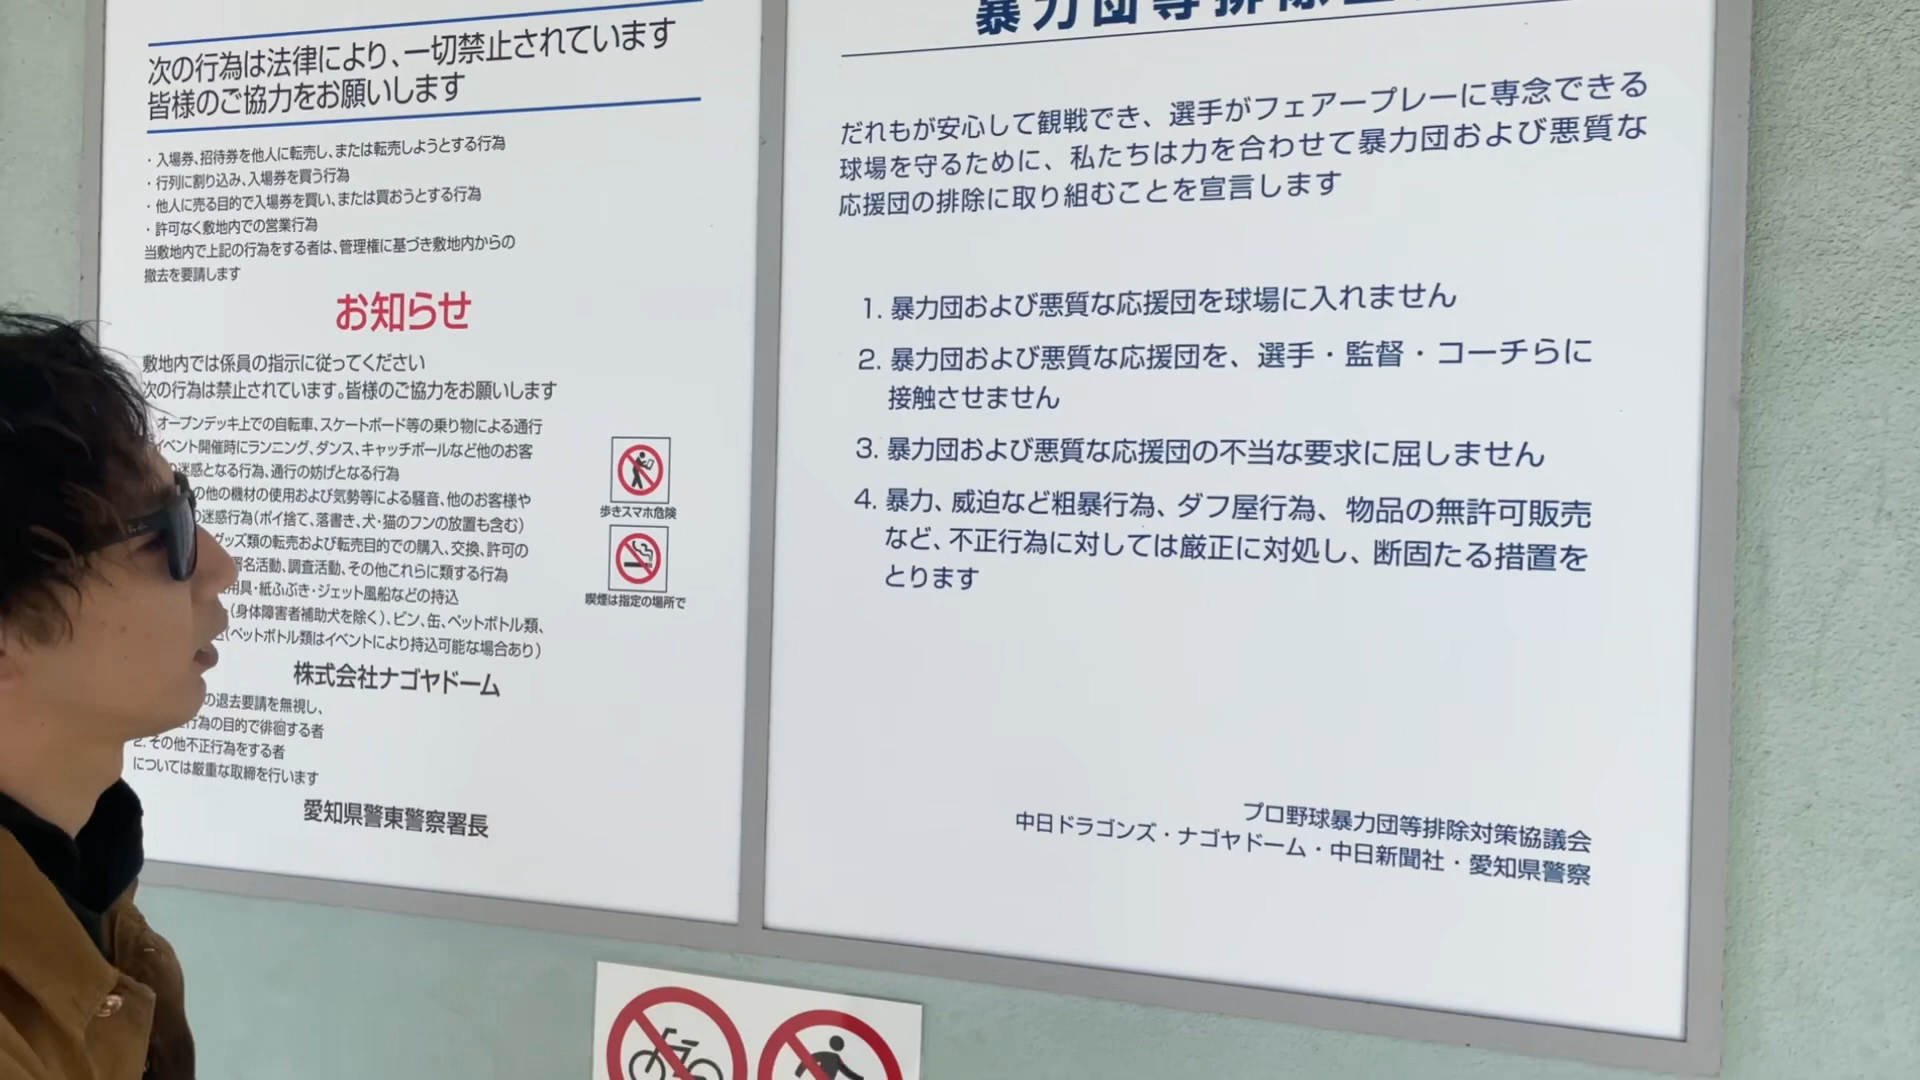 次の行為は法律により、一切禁止されています
皆様のご協力をお願いします
・入場券、招待券を他人に転売し、または転売しようとする行為
・行列に割り込み、入場券を買う行為
・他人に売る目的で入場券を買い、または買おうとする行為
・許可なく敷地内での営業行為
当敷地内で上記の行為をする者は、管理権に基づき敷地内からの
撤去を要請します
お知らせ
敷地内では係員の指示に従ってください
次の行為は禁止されています。皆様のご協力をお願いします
オープンデッキ上での自転車、スケートボード等の乗り物による通行
イベント開催時にランニング、ダンス、キャッチボールなど他のお客
の迷惑となる行為、通行の妨げとなる行為
の他の機材の使用および気勢等による騒音、他のお客様や
の迷惑行為(ポイ捨て、落書き、犬・猫のフンの放置も含む)
グッズ類の転売および転売目的での購入、交換、許可の
署名活動、調査活動、その他これらに類する行為
用具・紙ふぶき・ジェット風船などの持込
(身体障害者補助犬を除く)、ビン、缶、ペットボトル類、
(ペットボトル類はイベントにより持込可能な場合あり)
歩きスマホ危険
喫煙は指定の場所で
株式会社ナゴヤドーム
の退去要請を無視し、
行為の目的で徘徊する者
2. その他不正行為をする者
については厳重な取締を行います
愛知県警東警察署長
暴力団等排除
だれもが安心して観戦でき、選手がフェアープレーに専念できる
球場を守るために、私たちは力を合わせて暴力団および悪質な
応援団の排除に取り組むことを宣言します
1. 暴力団および悪質な応援団を球場に入れません
2. 暴力団および悪質な応援団を、選手・監督・コーチらに
接触させません
3. 暴力団および悪質な応援団の不当な要求に屈しません
4. 暴力、威迫など粗暴行為、ダフ屋行為、物品の無許可販売
など、不正行為に対しては厳正に対処し、断固たる措置を
とります
プロ野球暴力団等排除対策協議会
中日ドラゴンズ・ナゴヤドーム・中日新聞社・愛知県警察